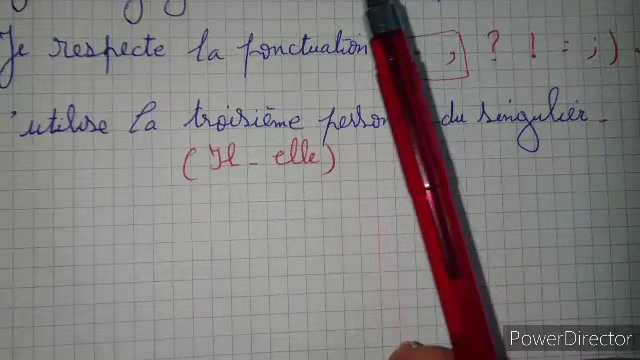 Je respecte la ponctuation , ? ! = ; ) .
'utilise la troisième du singulier.
(Il - elle)
PowerDirector